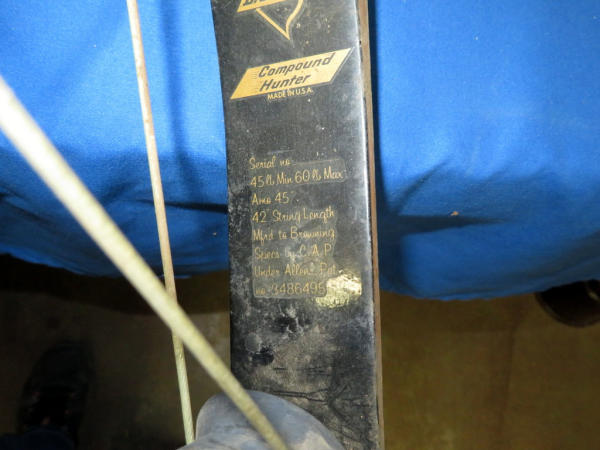 Compound
Hunter
MADE IN U.S.A.
Serial no
45 lb Min 60 lb Max
Amo 45"
42" String Length
Mfrd to Browning
Specs by C.A.P.
Under Allen Pat
no 3486495